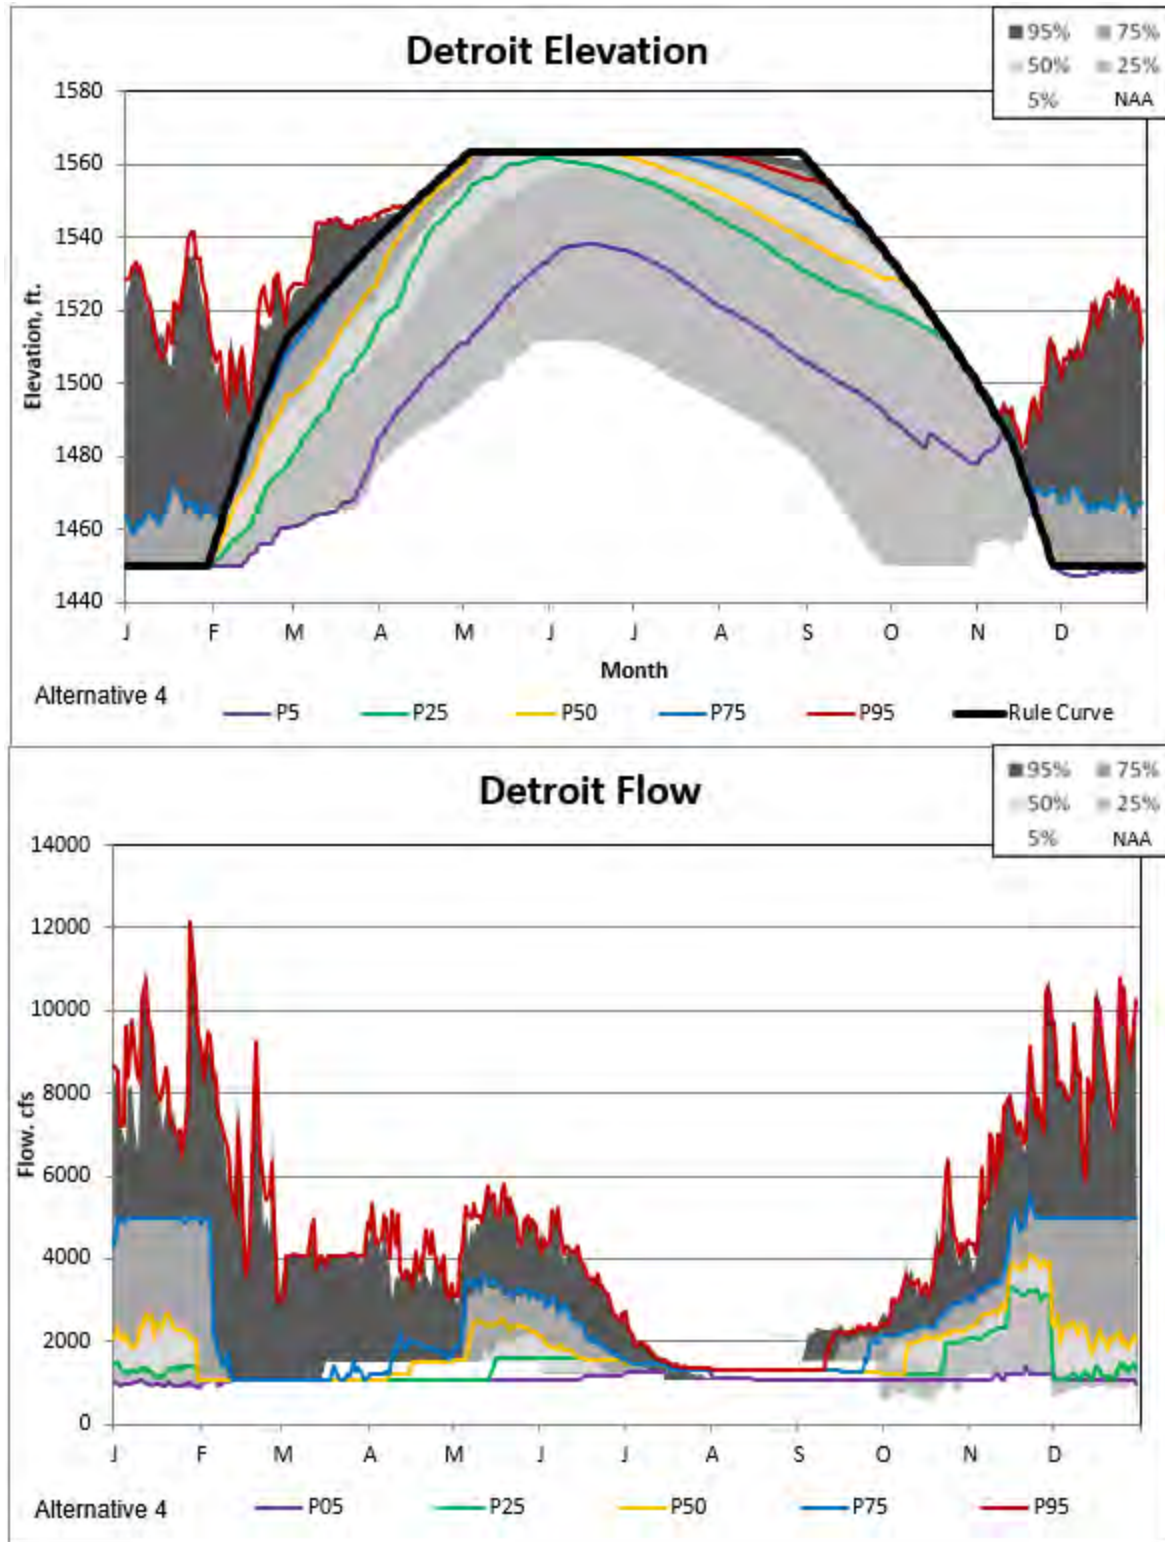 Detroit Elevation
95% 75%
50% 25%
5% NAA
1580
1560
1540
1520
1500
1480
1460
1440
Elevation, ft.
J F M A M J J A S O N D
Month
Alternative 4
P5 P25 P50 P75 P95 Rule Curve
Detroit Flow
95% 75%
50% 25%
5% NAA
14000
12000
10000
8000
6000
4000
2000
0
Flow. cfs
J F M A M J J A S O N D
Alternative 4
P05 P25 P50 P75 P95